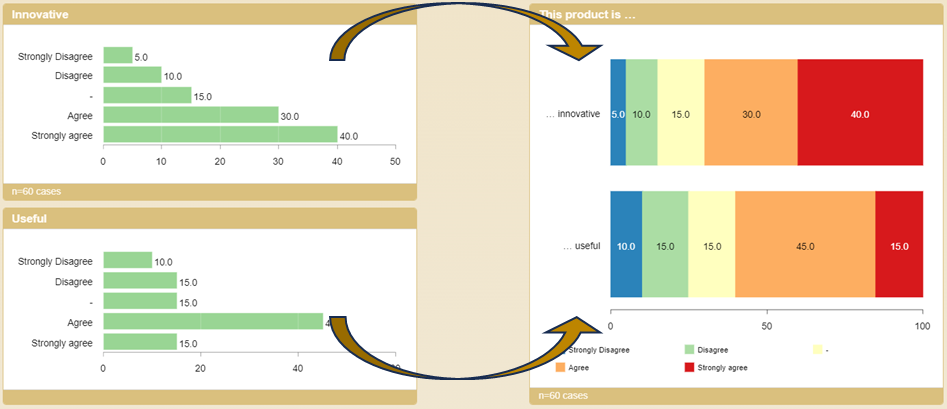 Innovative
Strongly Disagree 5.0
Disagree 10.0
- 15.0
Agree 30.0
Strongly agree 40.0
0 10 20 30 40 50
n=60 cases
Useful
Strongly Disagree 10.0
Disagree 15.0
- 15.0
Agree
Strongly agree 15.0
0 20 40
This product is …
… innovative 5.0 10.0 15.0 30.0 40.0
… useful 10.0 15.0 15.0 45.0 15.0
0 50 100
Strongly Disagree Disagree -
Agree Strongly agree
n=60 cases